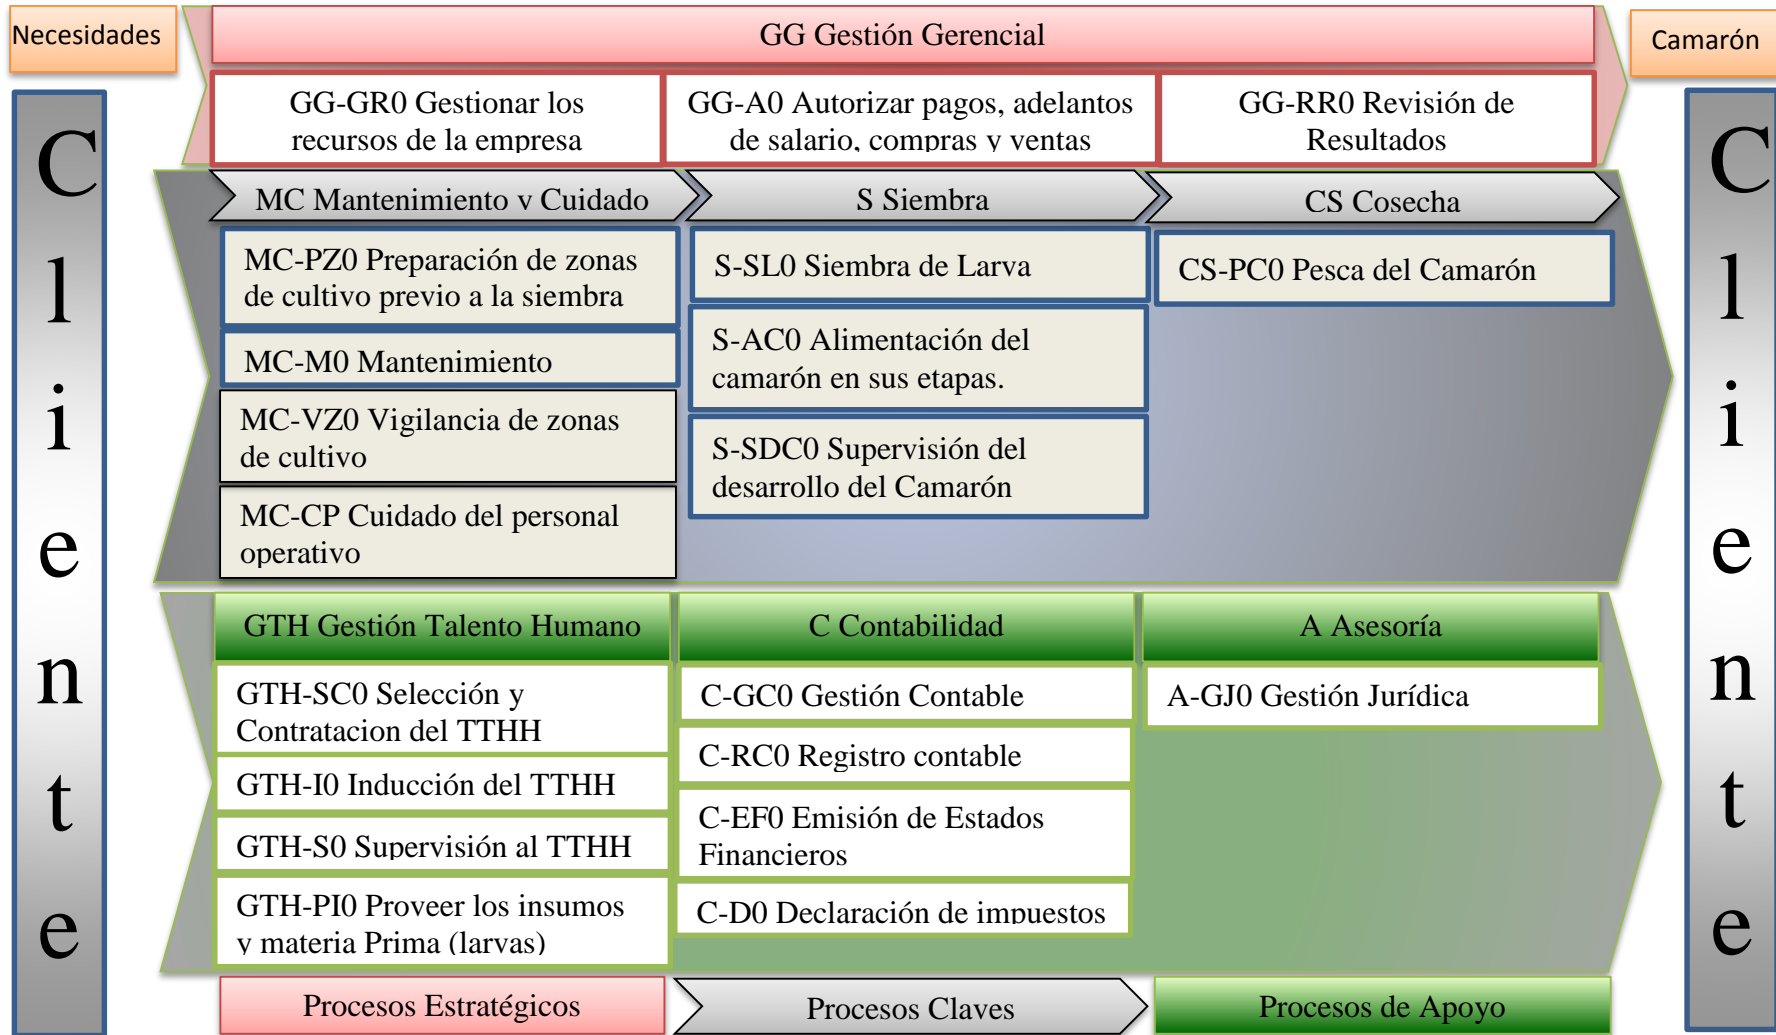 Necesidades
GG Gestión Gerencial
Camarón
GG-GR0 Gestionar los
recursos de la empresa
GG-A0 Autorizar pagos, adelantos
de salario, compras y ventas
GG-RR0 Revisión de
Resultados
Cliente
MC Mantenimiento y Cuidado
S Siembra
CS Cosecha
MC-PZ0 Preparación de zonas
de cultivo previo a la siembra
MC-M0 Mantenimiento
MC-VZ0 Vigilancia de zonas
de cultivo
MC-CP Cuidado del personal
operativo
S-SL0 Siembra de Larva
S-AC0 Alimentación del
camarón en sus etapas.
S-SDC0 Supervisión del
desarrollo del Camarón
CS-PC0 Pesca del Camarón
Cliente
GTH Gestión Talento Humano
C Contabilidad
A Asesoría
GTH-SC0 Selección y
Contratacion del TTHH
GTH-I0 Inducción del TTHH
GTH-S0 Supervisión al TTHH
GTH-PI0 Proveer los insumos
y materia Prima (larvas)
C-GC0 Gestión Contable
C-RC0 Registro contable
C-EF0 Emisión de Estados
Financieros
C-D0 Declaración de impuestos
A-GJ0 Gestión Jurídica
Procesos Estratégicos
Procesos Claves
Procesos de Apoyo